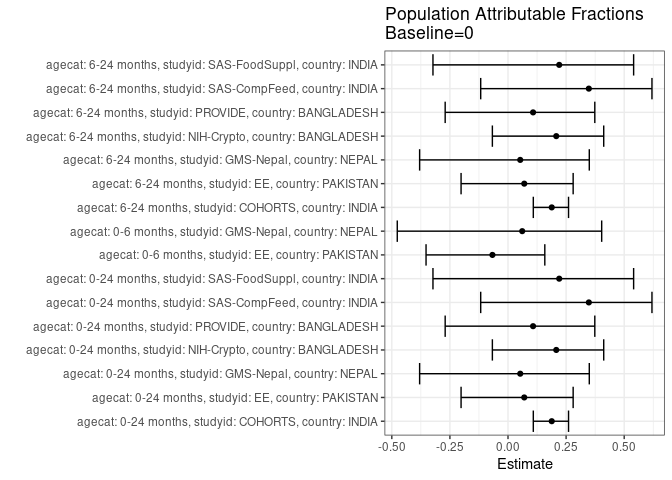 Population Attributable Fractions
Baseline=0
agecat: 6-24 months, studyid: SAS-FoodSuppl, country: INDIA
agecat: 6-24 months, studyid: SAS-CompFeed, country: INDIA
agecat: 6-24 months, studyid: PROVIDE, country: BANGLADESH
agecat: 6-24 months, studyid: NIH-Crypto, country: BANGLADESH
agecat: 6-24 months, studyid: GMS-Nepal, country: NEPAL
agecat: 6-24 months, studyid: EE, country: PAKISTAN
agecat: 6-24 months, studyid: COHORTS, country: INDIA
agecat: 0-6 months, studyid: GMS-Nepal, country: NEPAL
agecat: 0-6 months, studyid: EE, country: PAKISTAN
agecat: 0-24 months, studyid: SAS-FoodSuppl, country: INDIA
agecat: 0-24 months, studyid: SAS-CompFeed, country: INDIA
agecat: 0-24 months, studyid: PROVIDE, country: BANGLADESH
agecat: 0-24 months, studyid: NIH-Crypto, country: BANGLADESH
agecat: 0-24 months, studyid: GMS-Nepal, country: NEPAL
agecat: 0-24 months, studyid: EE, country: PAKISTAN
agecat: 0-24 months, studyid: COHORTS, country: INDIA
-0.50 -0.25 0.00 0.25 0.50
Estimate